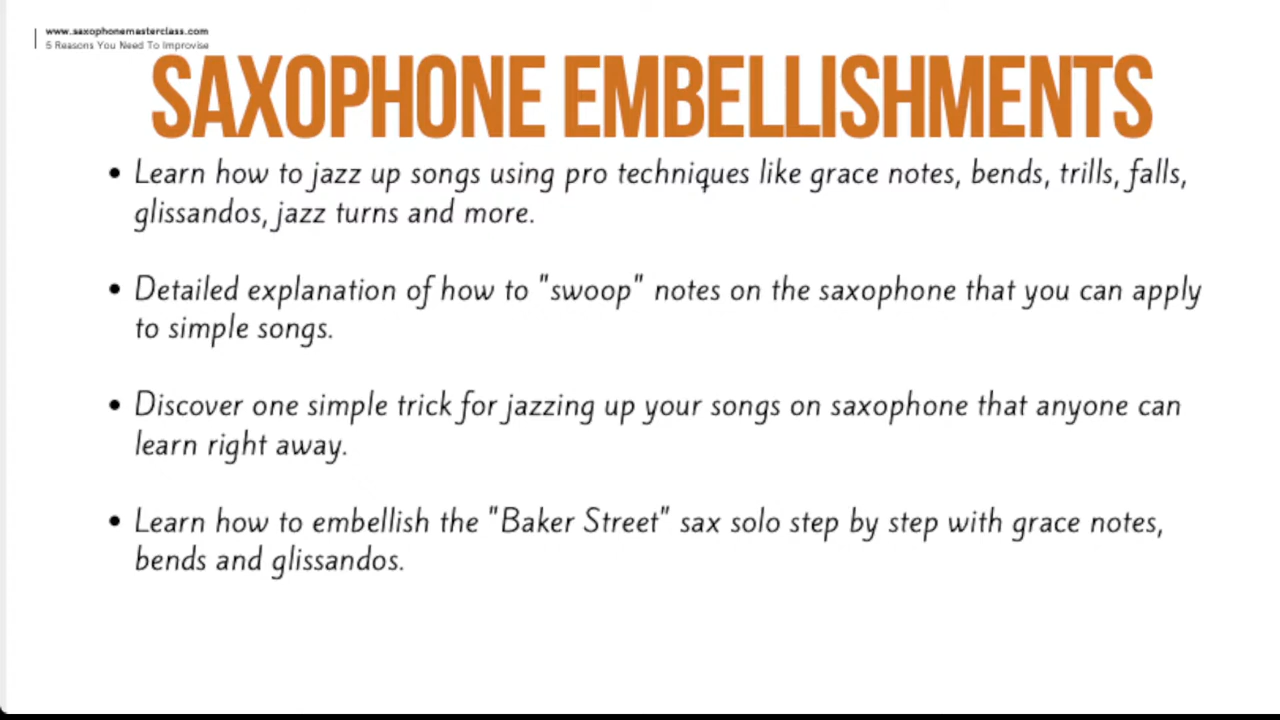 www.saxophonemasterclass.com
5 Reasons You Need To Improvise
SAXOPHONE EMBELLISHMENTS
• Learn how to jazz up songs using pro techniques like grace notes, bends, trills, falls,
glissandos, jazz turns and more.
• Detailed explanation of how to "swoop" notes on the saxophone that you can apply
to simple songs.
• Discover one simple trick for jazzing up your songs on saxophone that anyone can
learn right away.
• Learn how to embellish the "Baker Street" sax solo step by step with grace notes,
bends and glissandos.